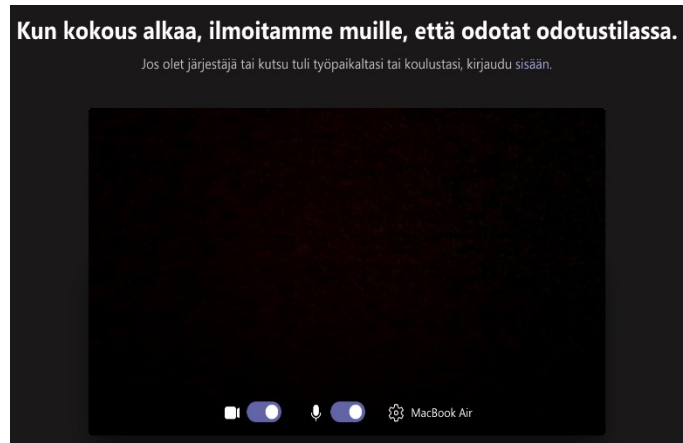 Kun kokous alkaa, ilmoitamme muille, että odotat odotustilassa.
Jos olet järjestäjä tai kutsu tuli työpaikaltasi tai koulustasi, kirjaudu sisään.
MacBook Air